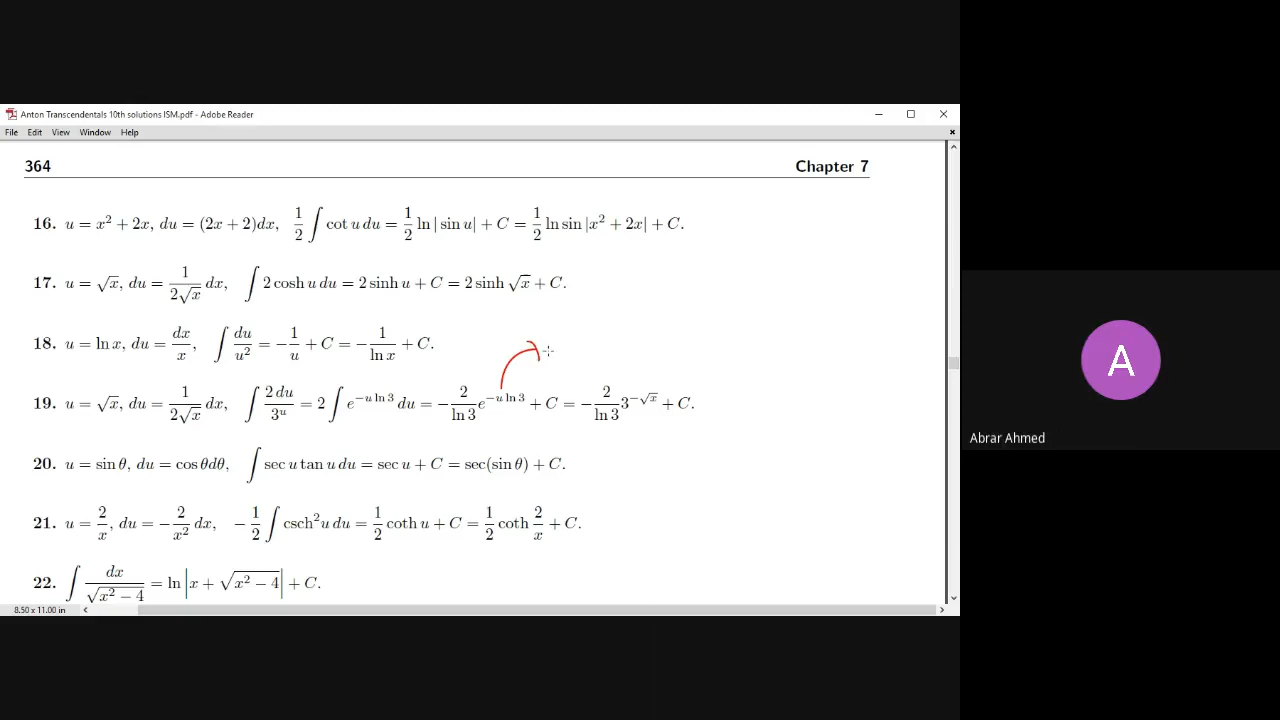 Anton Transcendentals 10th solutions ISM.pdf - Adobe Reader
File Edit View Window Help
364 Chapter 7
16. u = x² + 2x, du = (2x + 2)dx, 1/2 ∫ cot u du = 1/2 ln | sin u| + C = 1/2 ln sin |x² + 2x| + C.
17. u = √x, du = 1/(2√x) dx, ∫ 2 cosh u du = 2 sinh u + C = 2 sinh √x + C.
18. u = ln x, du = dx/x, ∫ du/u² = −1/u + C = −1/(ln x) + C.
19. u = √x, du = 1/(2√x) dx, ∫ 2 du/3ᵘ = 2 ∫ e^(−u ln 3) du = −2/(ln 3) e^(−u ln 3) + C = −2/(ln 3) 3^(−√x) + C.
20. u = sin θ, du = cos θdθ, ∫ sec u tan u du = sec u + C = sec(sin θ) + C.
21. u = 2/x, du = −2/x² dx, −1/2 ∫ csch²u du = 1/2 coth u + C = 1/2 coth 2/x + C.
22. ∫ dx/√(x² − 4) = ln |x + √(x² − 4)| + C.
8.50 x 11.00 in
A
Abrar Ahmed